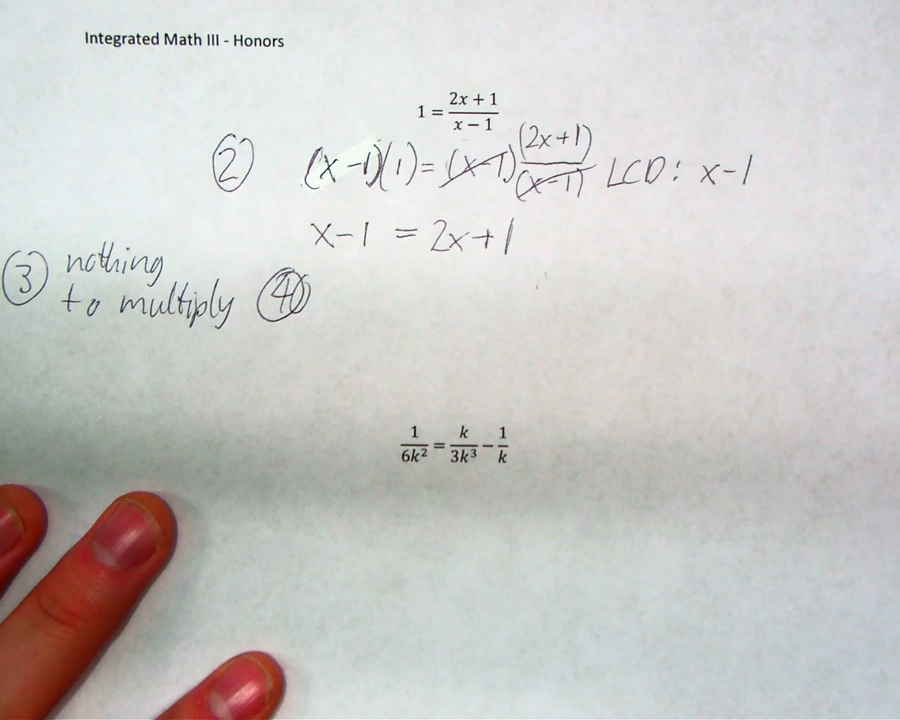 Integrated Math III - Honors
1 = (2x + 1)/(x − 1)
② (x-1)(1) = (x-1) (2x+1)/(x-1) LCD: x-1
x-1 = 2x+1
③ nothing
to multiply ④
1/(6k²) = k/(3k³) − 1/k